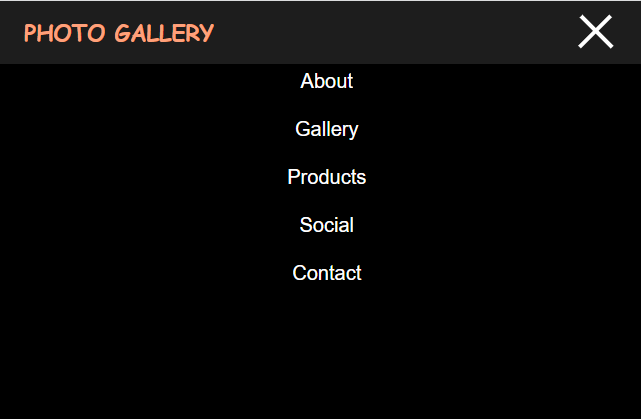 PHOTO GALLERY
About
Gallery
Products
Social
Contact